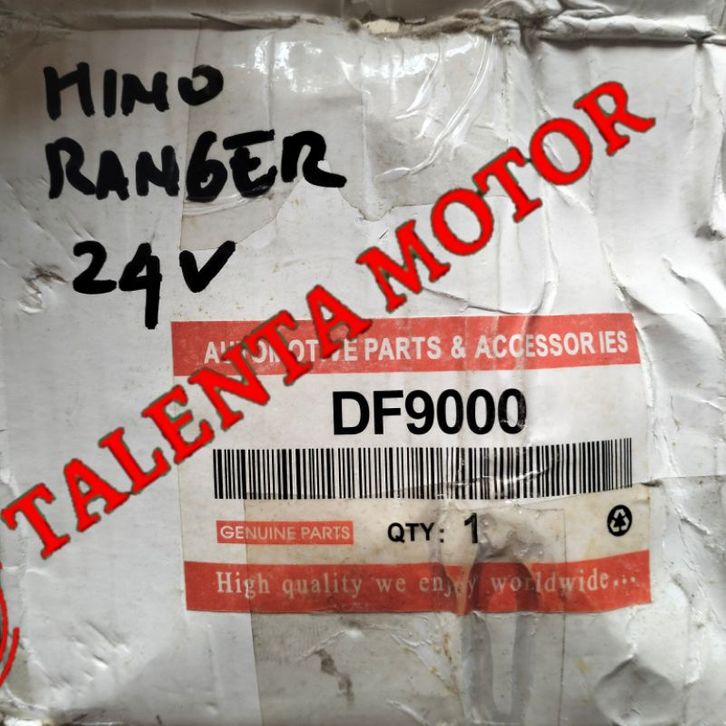 HINO
RANGER
24V
TALENTA MOTOR
AUTOMOTIVE PARTS & ACCESSORIES
DF9000
GENUINE PARTS
QTY: 1
High quality we enjoy worldwide...